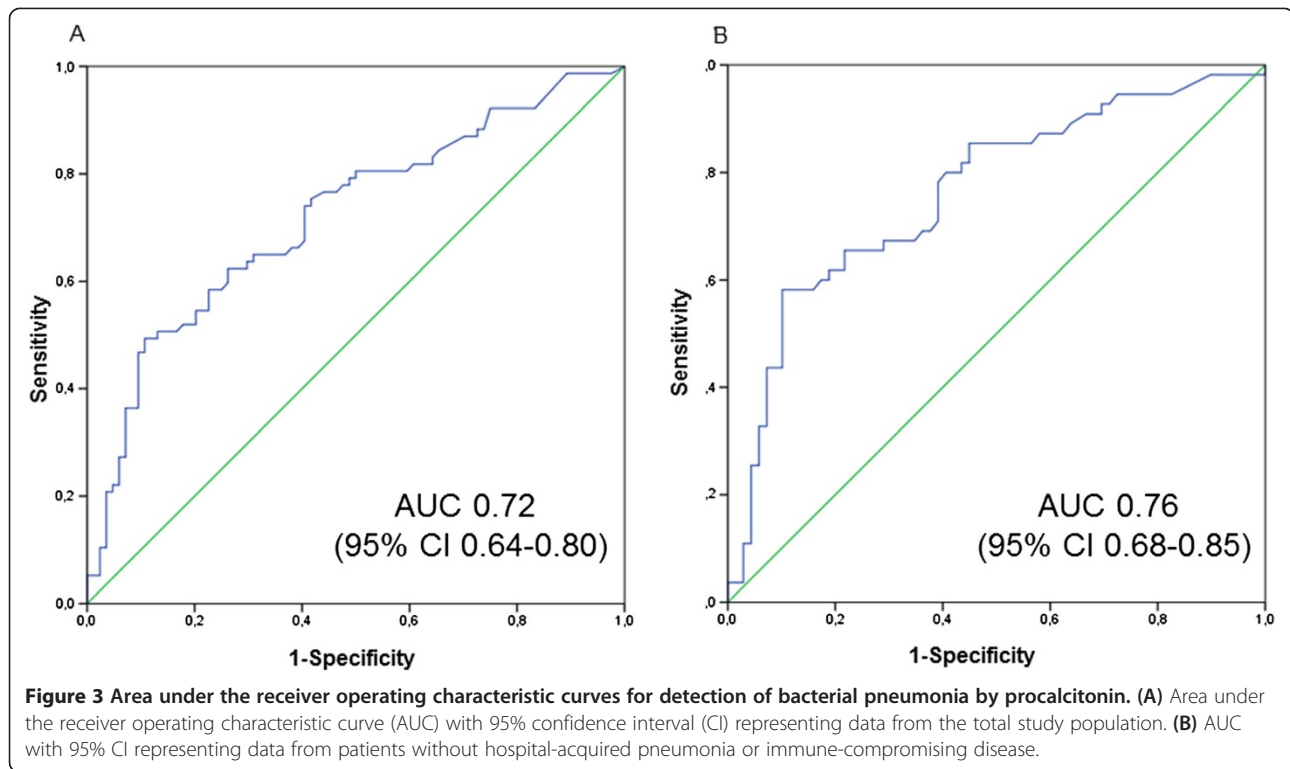 A
1,0
0,8
0,6
0,4
0,2
0,0
Sensitivity
AUC 0.72
(95% CI 0.64-0.80)
0,0 0,2 0,4 0,6 0,8 1,0
1-Specificity
B
,0
,8
,6
,4
,2
,0
Sensitivity
AUC 0.76
(95% CI 0.68-0.85)
0,0 0,2 0,4 0,6 0,8 1,0
1-Specificity
Figure 3 Area under the receiver operating characteristic curves for detection of bacterial pneumonia by procalcitonin. (A) Area under
the receiver operating characteristic curve (AUC) with 95% confidence interval (CI) representing data from the total study population. (B) AUC
with 95% CI representing data from patients without hospital-acquired pneumonia or immune-compromising disease.